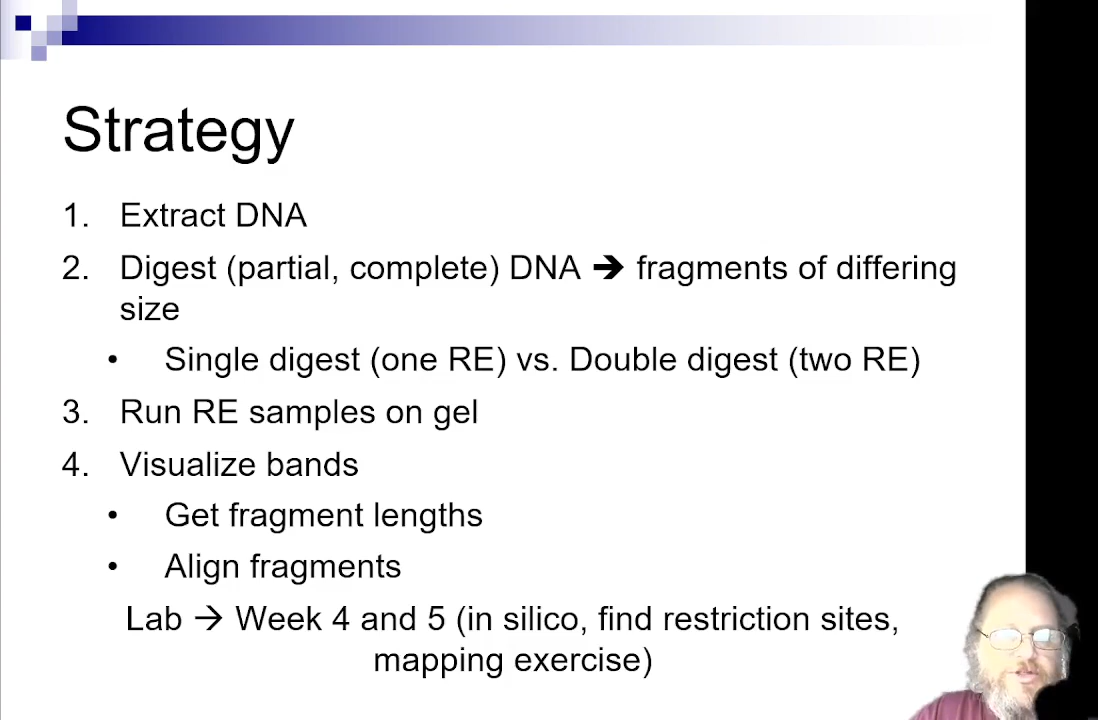 Strategy
1. Extract DNA
2. Digest (partial, complete) DNA ➔ fragments of differing
size
• Single digest (one RE) vs. Double digest (two RE)
3. Run RE samples on gel
4. Visualize bands
• Get fragment lengths
• Align fragments
Lab → Week 4 and 5 (in silico, find restriction sites,
mapping exercise)